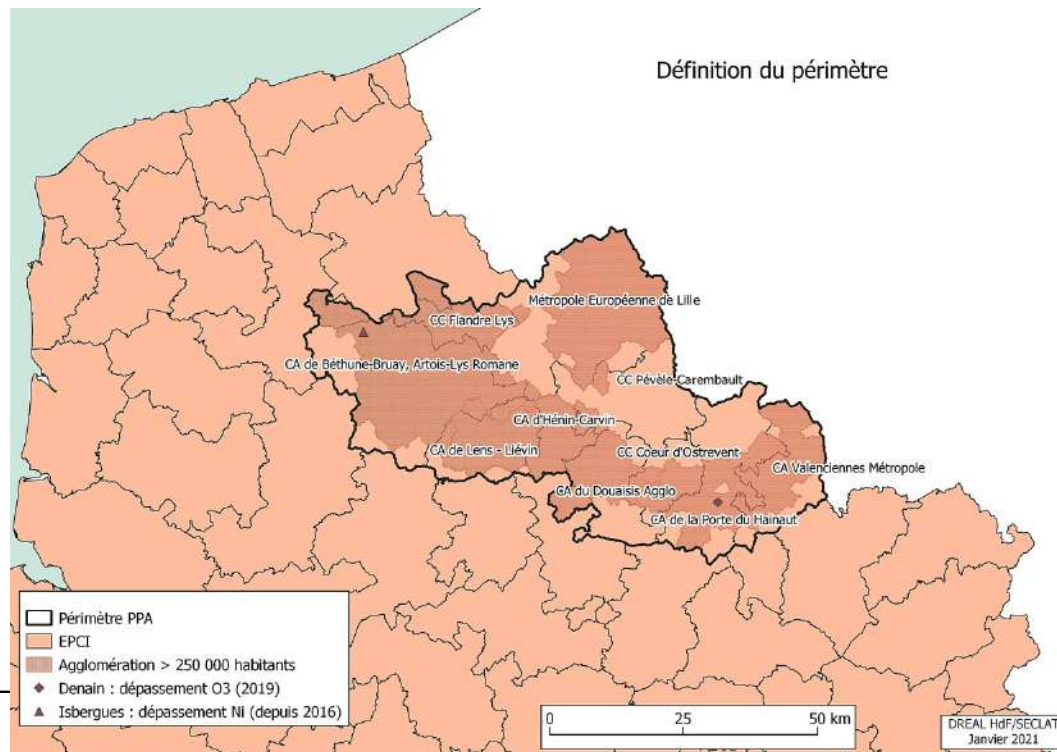 Définition du périmètre
Métropole Européenne de Lille
CC Flandre Lys
CA de Béthune-Bruay, Artois-Lys Romane
CC Pévèle-Carembault
CA d'Hénin-Carvin
CA de Lens - Liévin
CC Coeur d'Ostrevent
CA Valenciennes Métropole
CA du Douaisis Agglo
CA de la Porte du Hainaut
Périmètre PPA
EPCI
Agglomération > 250 000 habitants
Denain : dépassement O3 (2019)
Isbergues : dépassement Ni (depuis 2016)
0 25 50 km
DREAL HdF/SECLAT
Janvier 2021